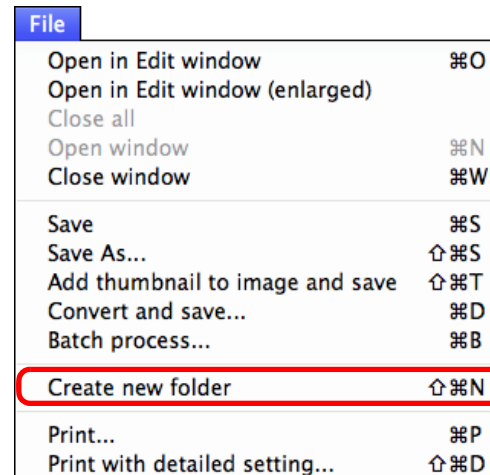 File
Open in Edit window ⌘O
Open in Edit window (enlarged)
Close all
Open window ⌘N
Close window ⌘W
Save ⌘S
Save As... ⇧⌘S
Add thumbnail to image and save ⇧⌘T
Convert and save... ⌘D
Batch process... ⌘B
Create new folder ⇧⌘N
Print... ⌘P
Print with detailed setting... ⇧⌘D